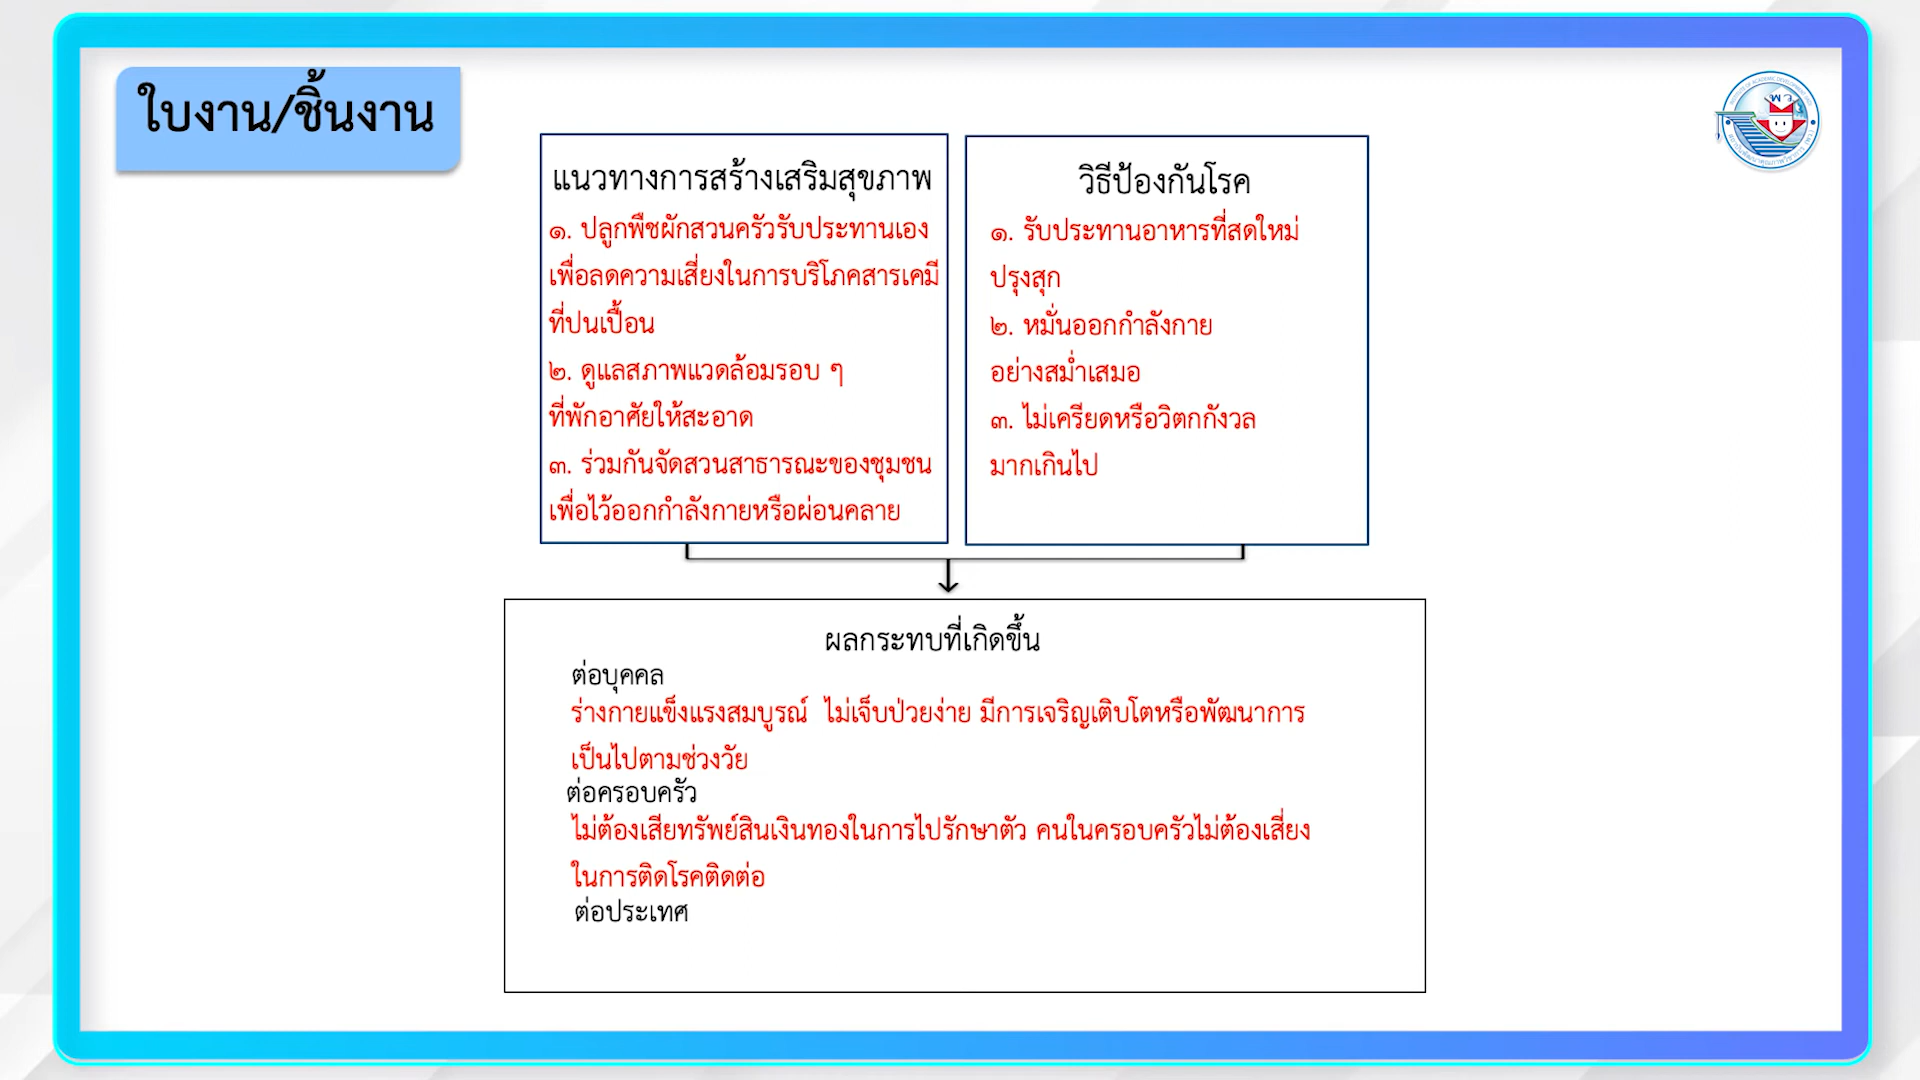 ใบงาน/ชิ้นงาน
พว
แนวทางการสร้างเสริมสุขภาพ
๑. ปลูกพืชผักสวนครัวรับประทานเอง
เพื่อลดความเสี่ยงในการบริโภคสารเคมี
ที่ปนเปื้อน
๒. ดูแลสภาพแวดล้อมรอบ ๆ
ที่พักอาศัยให้สะอาด
๓. ร่วมกันจัดสวนสาธารณะของชุมชน
เพื่อไว้ออกกำลังกายหรือผ่อนคลาย
วิธีป้องกันโรค
๑. รับประทานอาหารที่สดใหม่
ปรุงสุก
๒. หมั่นออกกำลังกาย
อย่างสม่ำเสมอ
๓. ไม่เครียดหรือวิตกกังวล
มากเกินไป
ผลกระทบที่เกิดขึ้น
ต่อบุคคล
ร่างกายแข็งแรงสมบูรณ์ ไม่เจ็บป่วยง่าย มีการเจริญเติบโตหรือพัฒนาการ
เป็นไปตามช่วงวัย
ต่อครอบครัว
ไม่ต้องเสียทรัพย์สินเงินทองในการไปรักษาตัว คนในครอบครัวไม่ต้องเสี่ยง
ในการติดโรคติดต่อ
ต่อประเทศ